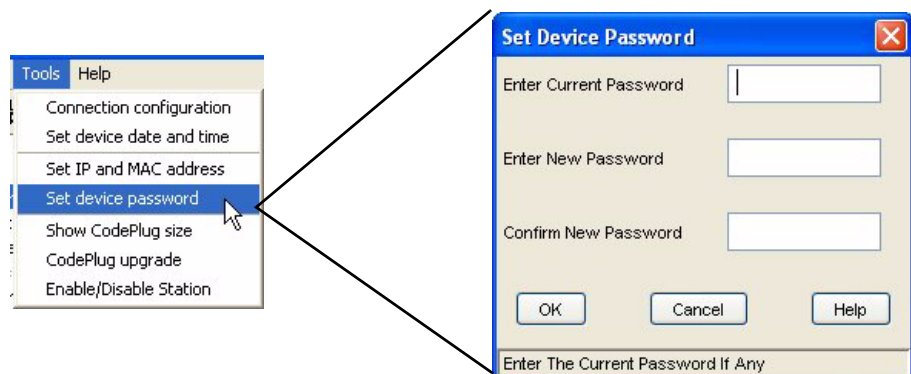 Tools Help
Connection configuration
Set device date and time
Set IP and MAC address
Set device password
Show CodePlug size
CodePlug upgrade
Enable/Disable Station
Set Device Password
Enter Current Password
Enter New Password
Confirm New Password
OK Cancel Help
Enter The Current Password If Any